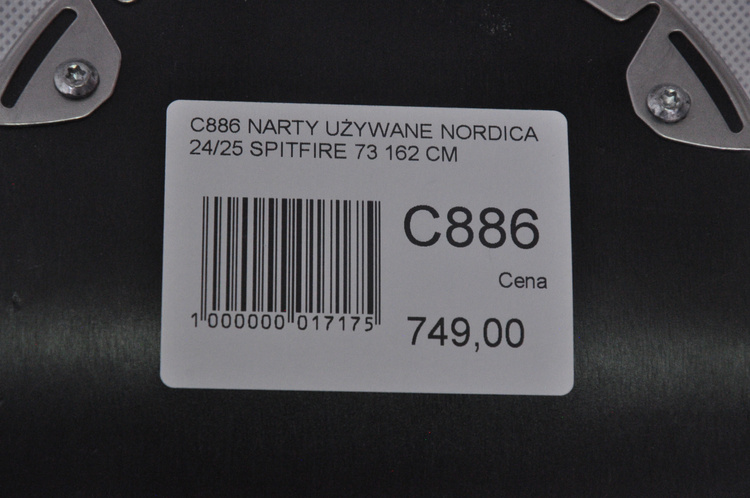 C886 NARTY UŻYWANE NORDICA
24/25 SPITFIRE 73 162 CM
C886
Cena
1 000000 017175
749,00